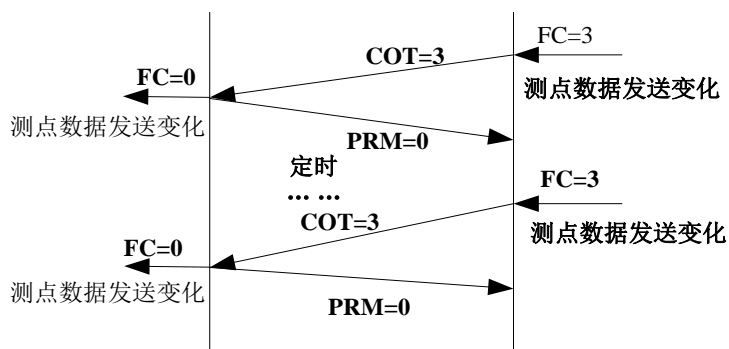 FC=3
COT=3
FC=0
测点数据发送变化
测点数据发送变化
PRM=0
定时
... ...
FC=3
COT=3
测点数据发送变化
FC=0
测点数据发送变化
PRM=0